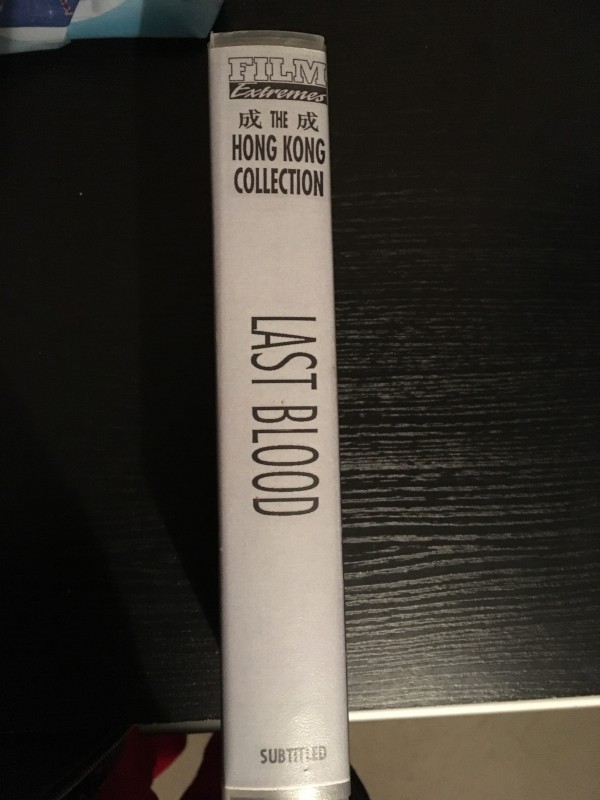 FILM
Extremes
成 THE 成
HONG KONG
COLLECTION
LAST BLOOD
SUBTITLED